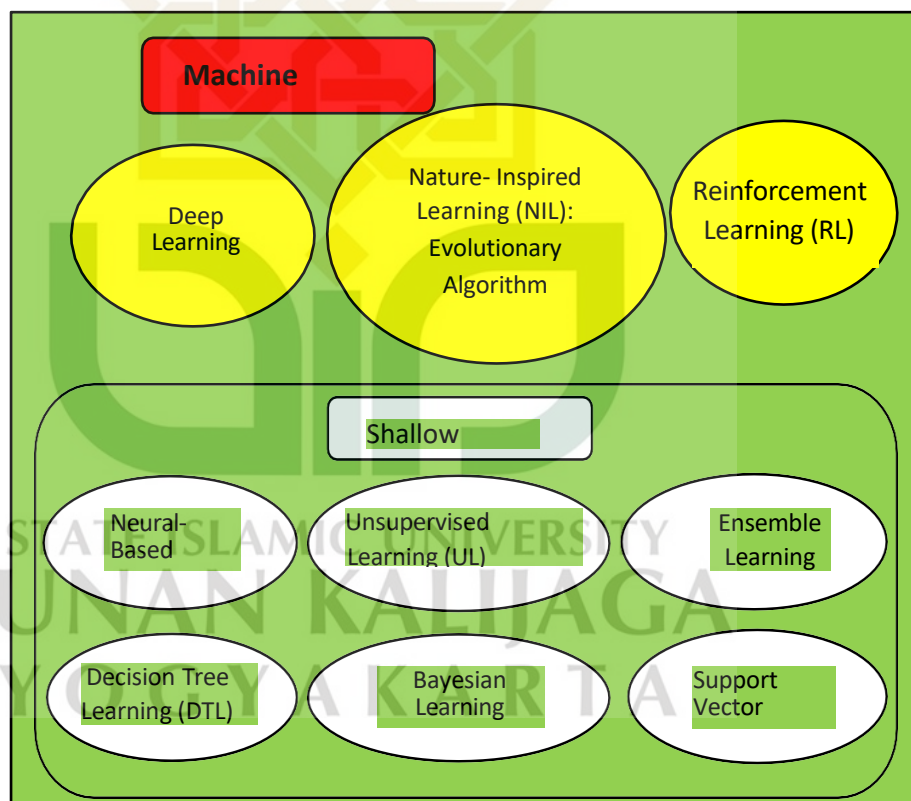 Machine
Deep
Learning
Nature- Inspired
Learning (NIL):
Evolutionary
Algorithm
Reinforcement
Learning (RL)
Shallow
Neural-
Based
Unsupervised
Learning (UL)
Ensemble
Learning
STATE ISLAMIC UNIVERSITY
UNAN KALIJAGA
YOGYAKARTA
Decision Tree
Learning (DTL)
Bayesian
Learning
Support
Vector